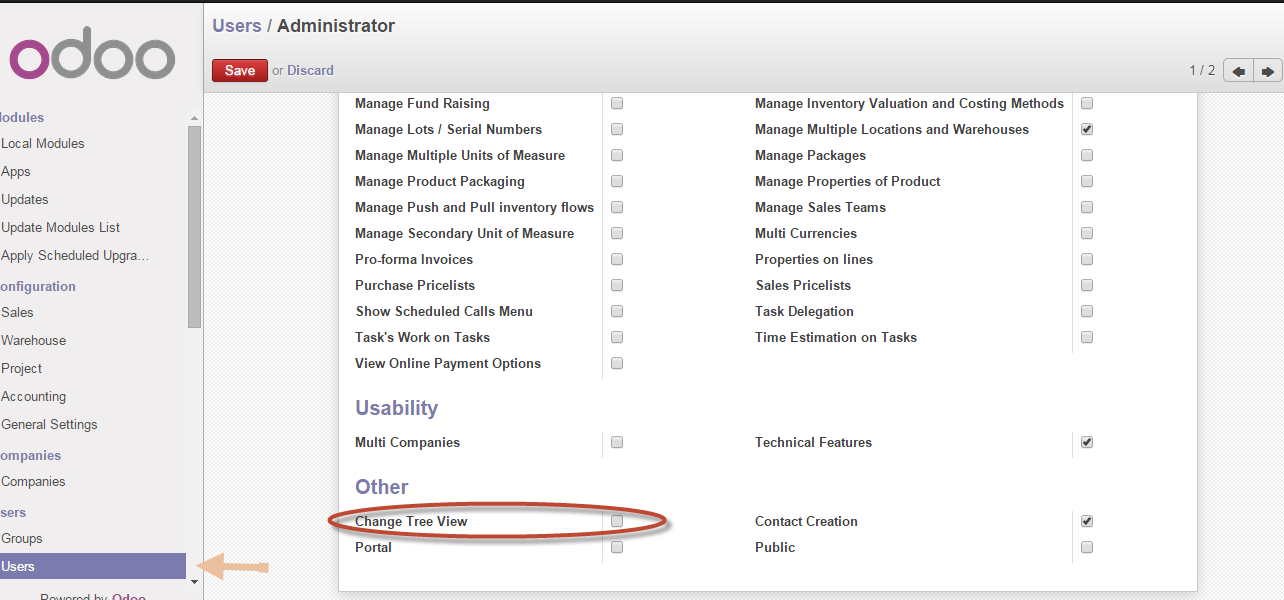 odoo
Users / Administrator
Save or Discard
1 / 2
odules
Local Modules
Apps
Updates
Update Modules List
Apply Scheduled Upgra...
onfiguration
Sales
Warehouse
Project
Accounting
General Settings
ompanies
Companies
sers
Groups
Users
Powered by Odoo
Manage Fund Raising
Manage Inventory Valuation and Costing Methods
Manage Lots / Serial Numbers
Manage Multiple Locations and Warehouses
Manage Multiple Units of Measure
Manage Packages
Manage Product Packaging
Manage Properties of Product
Manage Push and Pull inventory flows
Manage Sales Teams
Manage Secondary Unit of Measure
Multi Currencies
Pro-forma Invoices
Properties on lines
Purchase Pricelists
Sales Pricelists
Show Scheduled Calls Menu
Task Delegation
Task's Work on Tasks
Time Estimation on Tasks
View Online Payment Options
Usability
Multi Companies
Technical Features
Other
Change Tree View
Contact Creation
Portal
Public